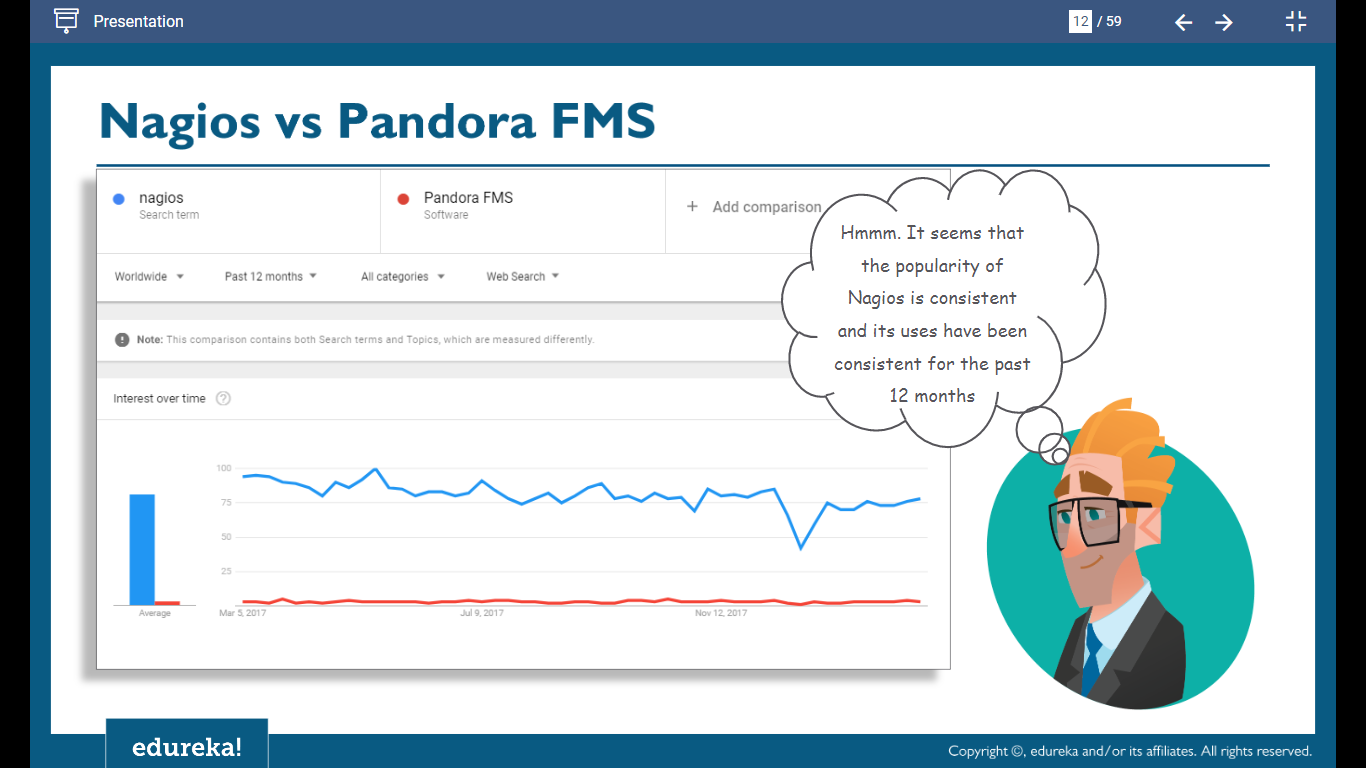 Presentation
12 / 59
Nagios vs Pandora FMS
nagios
Search term
Pandora FMS
Software
+ Add comparison
Hmmm. It seems that
the popularity of
Nagios is consistent
and its uses have been
consistent for the past
12 months
Worldwide
Past 12 months
All categories
Web Search
Note: This comparison contains both Search terms and Topics, which are measured differently.
Interest over time
100
75
50
25
Average
Mar 5, 2017
Jul 9, 2017
Nov 12, 2017
edureka!
Copyright ©, edureka and/or its affiliates. All rights reserved.